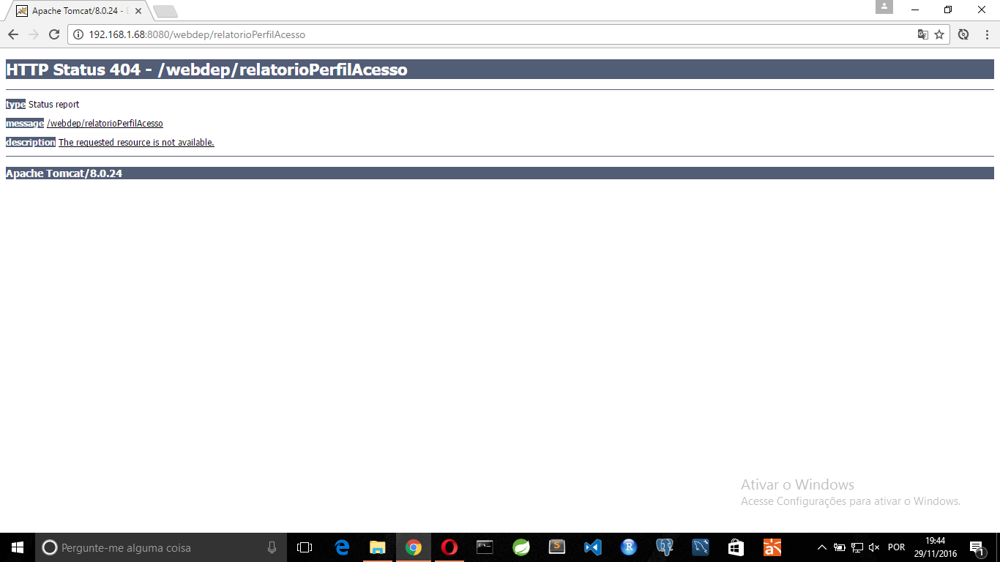 Apache Tomcat/8.0.24 -
192.168.1.68:8080/webdep/relatorioPerfilAcesso
HTTP Status 404 - /webdep/relatorioPerfilAcesso
type Status report
message /webdep/relatorioPerfilAcesso
description The requested resource is not available.
Apache Tomcat/8.0.24
Ativar o Windows
Acesse Configurações para ativar o Windows.
Pergunte-me alguma coisa
POR
19:44
29/11/2016
1